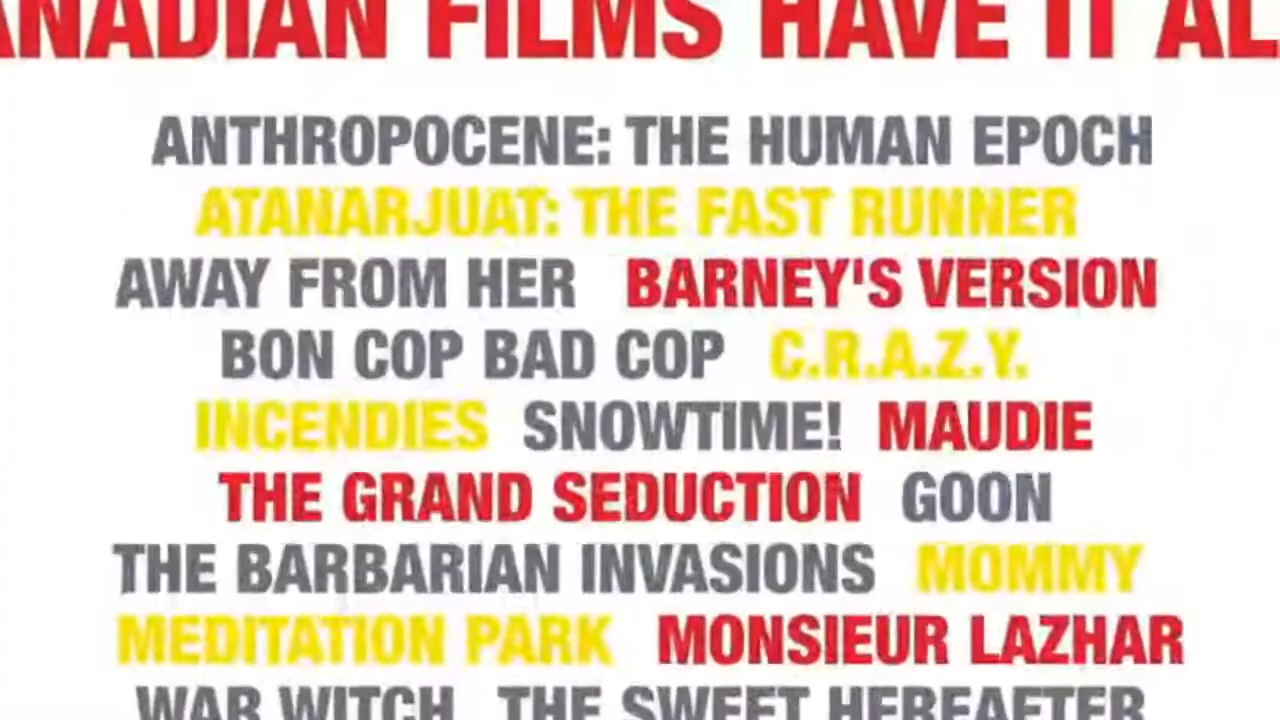 ANADIAN FILMS HAVE IT AL
ANTHROPOCENE: THE HUMAN EPOCH
ATANARJUAT: THE FAST RUNNER
AWAY FROM HER BARNEY'S VERSION
BON COP BAD COP C.R.A.Z.Y.
INCENDIES SNOWTIME! MAUDIE
THE GRAND SEDUCTION GOON
THE BARBARIAN INVASIONS MOMMY
MEDITATION PARK MONSIEUR LAZHAR
WAR WITCH THE SWEET HEREAFTER